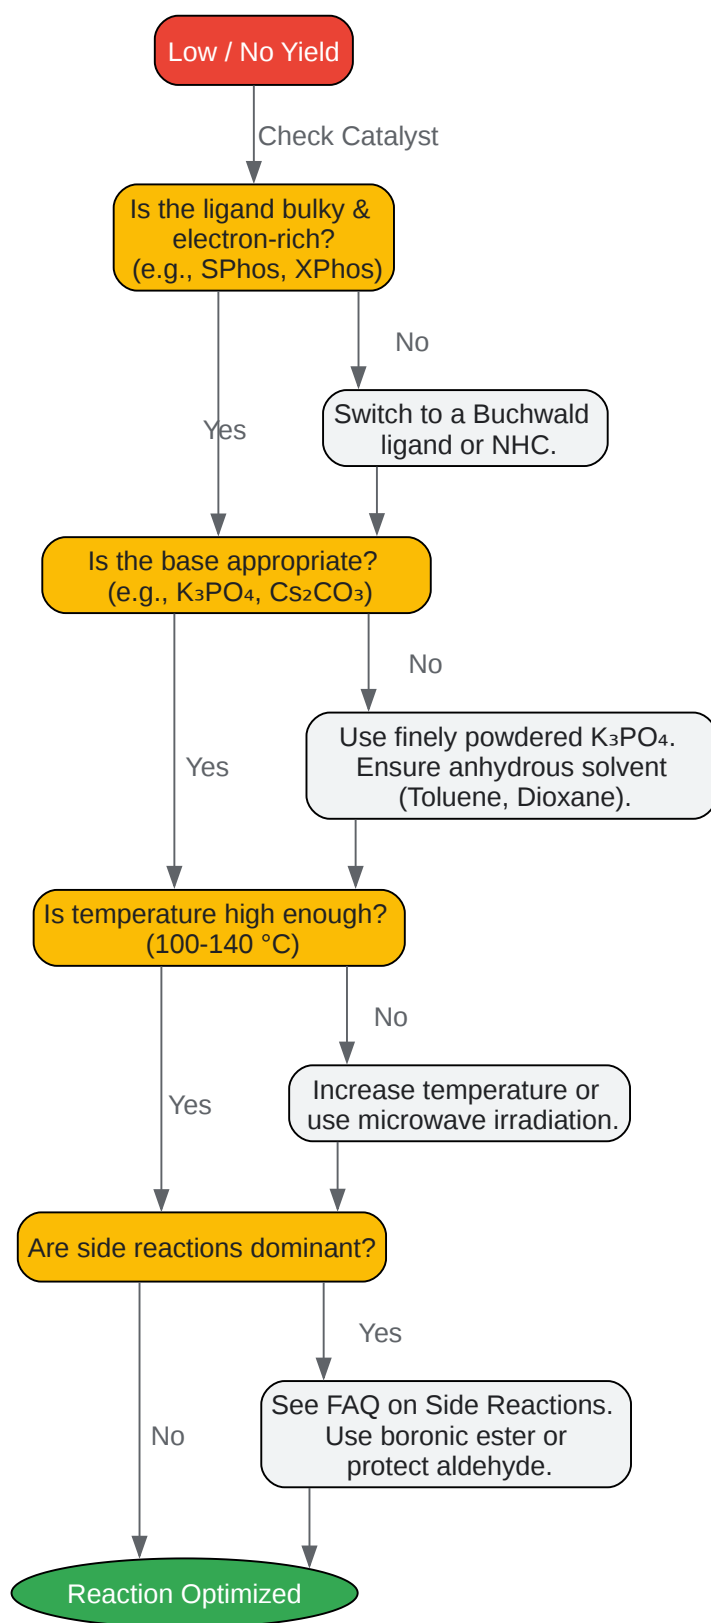 Low / No Yield
Check Catalyst
Is the ligand bulky &
electron-rich?
(e.g., SPhos, XPhos)
No
Yes
Switch to a Buchwald
ligand or NHC.
Is the base appropriate?
(e.g., K₃PO₄, Cs₂CO₃)
No
Yes
Use finely powdered K₃PO₄.
Ensure anhydrous solvent
(Toluene, Dioxane).
Is temperature high enough?
(100-140 °C)
No
Yes
Increase temperature or
use microwave irradiation.
Are side reactions dominant?
Yes
No
See FAQ on Side Reactions.
Use boronic ester or
protect aldehyde.
Reaction Optimized